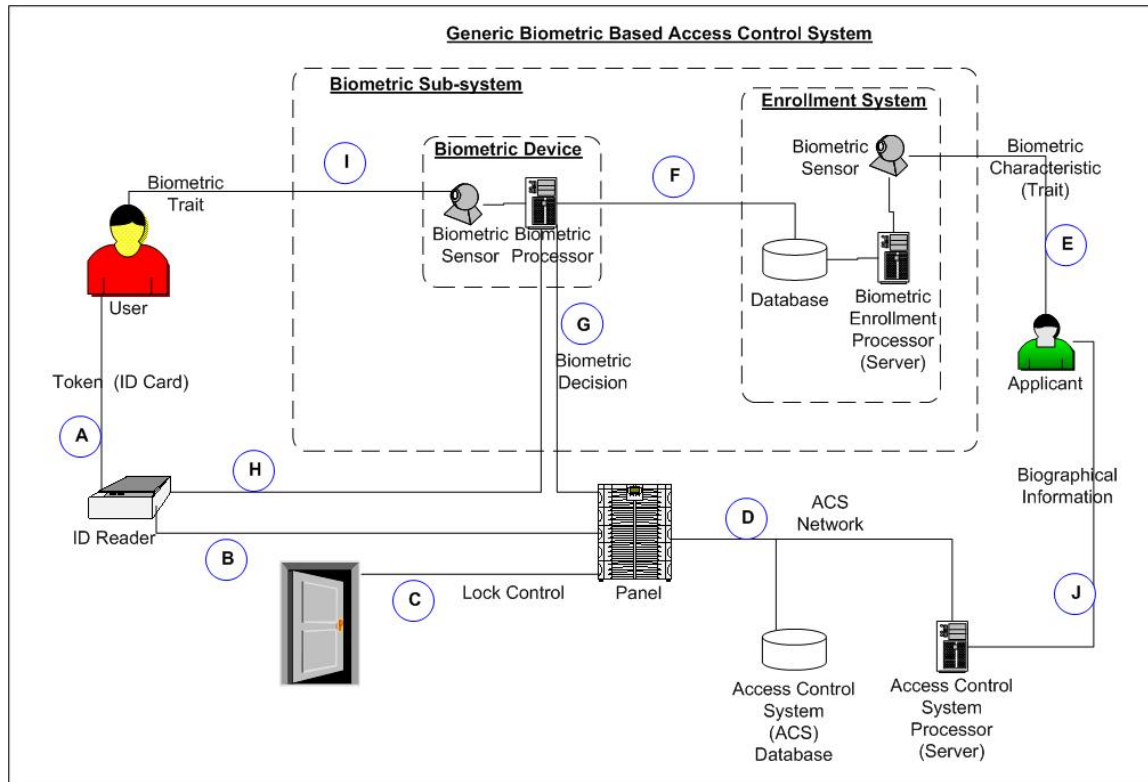 Generic Biometric Based Access Control System
Biometric Sub-system
Enrollment System
Biometric Device
I
F
Biometric
Sensor
Biometric
Characteristic
(Trait)
Biometric
Trait
Biometric
Sensor
Biometric
Processor
E
User
Database
Biometric
Enrollment
Processor
(Server)
G
Biometric
Decision
Applicant
Token (ID Card)
A
H
Biographical
Information
ID Reader
B
D
ACS
Network
C
Lock Control
Panel
J
Access Control
System
(ACS)
Database
Access Control
System
Processor
(Server)